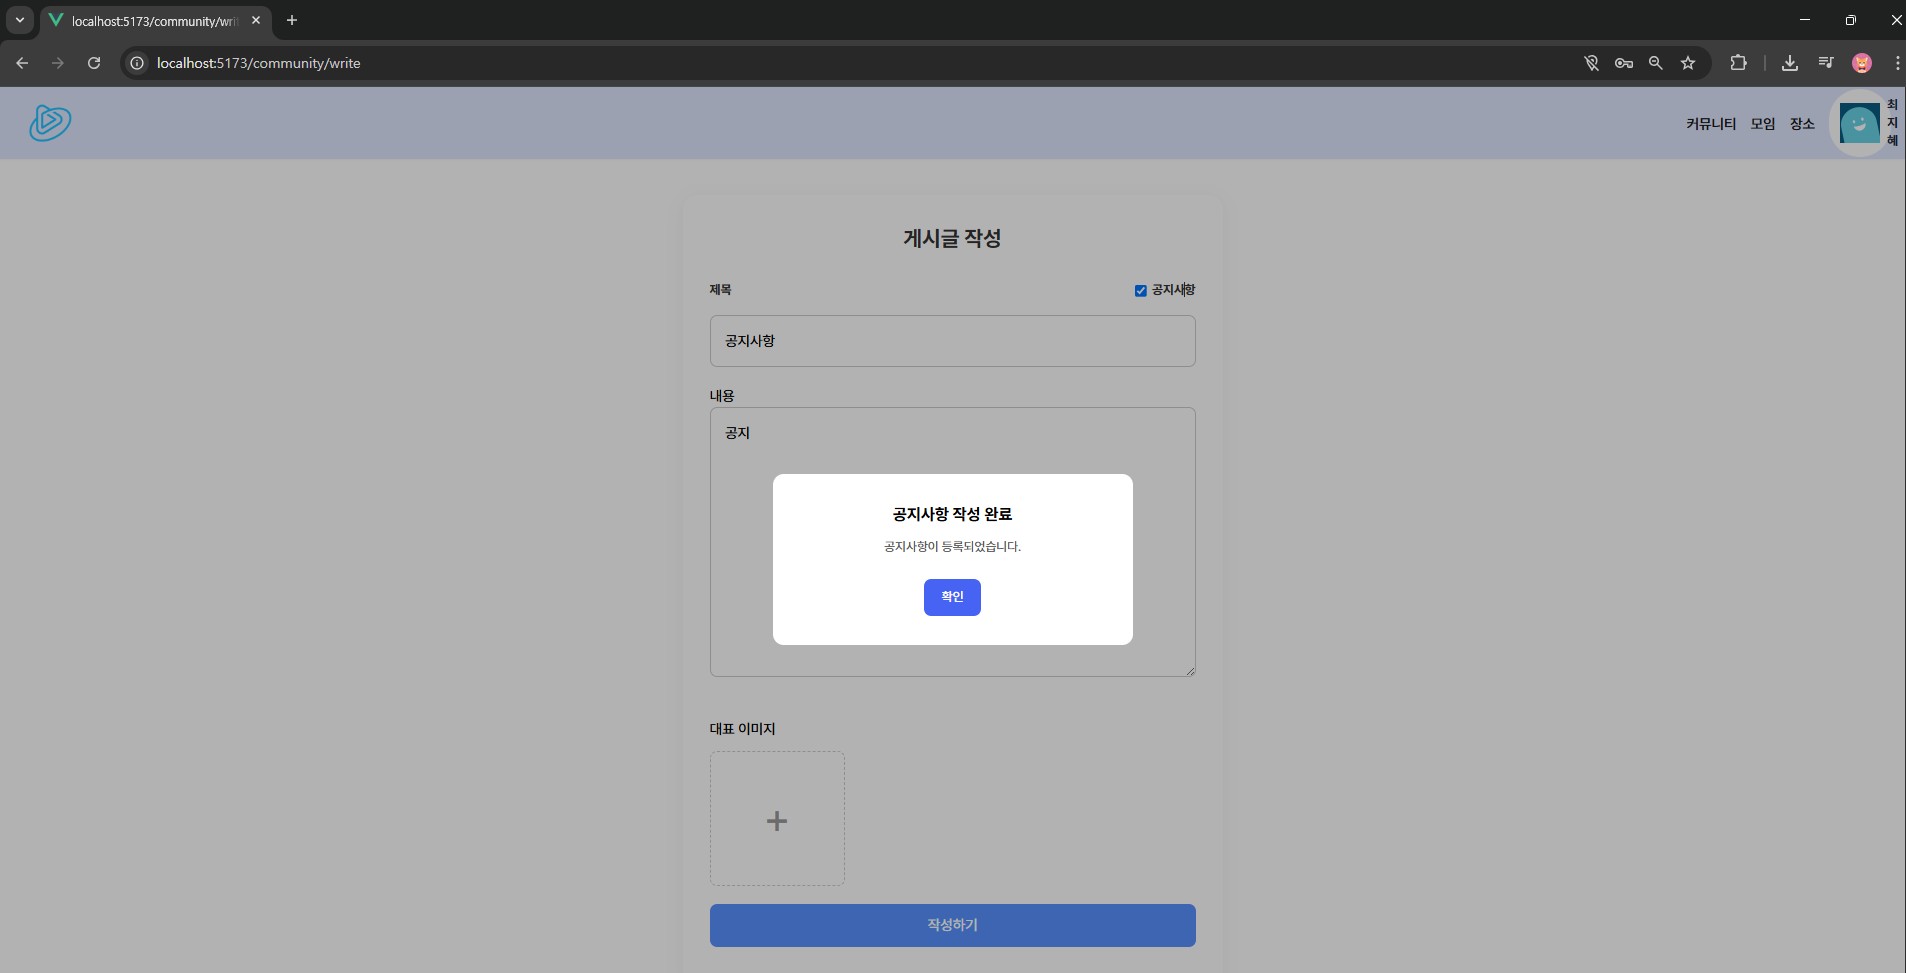 localhost:5173/community/wri
localhost:5173/community/write
커뮤니티 모임 장소
최
지
혜
게시글 작성
제목
공지사항
공지사항
내용
공지
공지사항 작성 완료
공지사항이 등록되었습니다.
확인
대표 이미지
+
작성하기